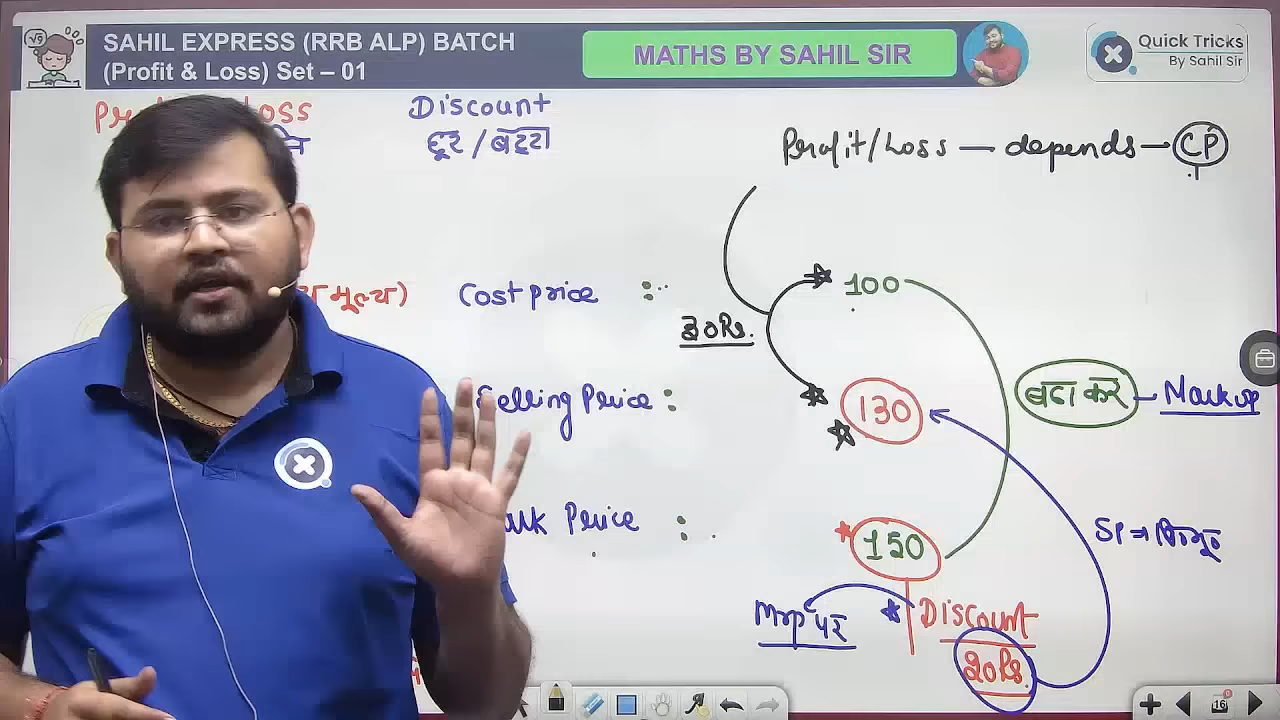 SAHIL EXPRESS (RRB ALP) BATCH
(Profit & Loss) Set – 01
MATHS BY SAHIL SIR
Quick Tricks
By Sahil Sir
Discount
छूट / बट्टा
Profit/Loss — depends → CP
मूल्य) Cost price : 100
30Rs.
Selling Price : 130
बढा कर - Markup
Price : 150
SP ⇒ विमू
Mrp पर Discount
20Rs.
16